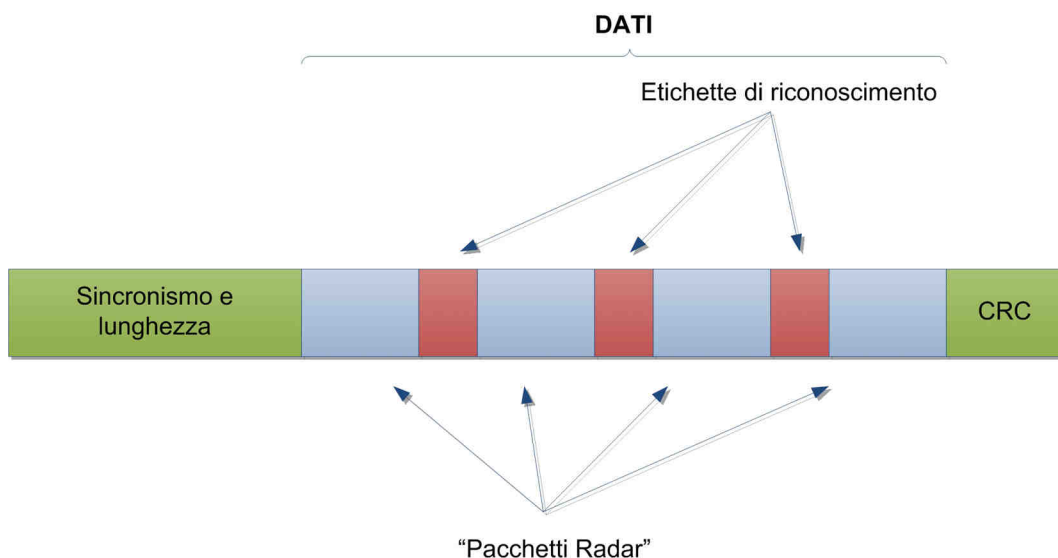 DATI
Etichette di riconoscimento
Sincronismo e
lunghezza
CRC
“Pacchetti Radar”